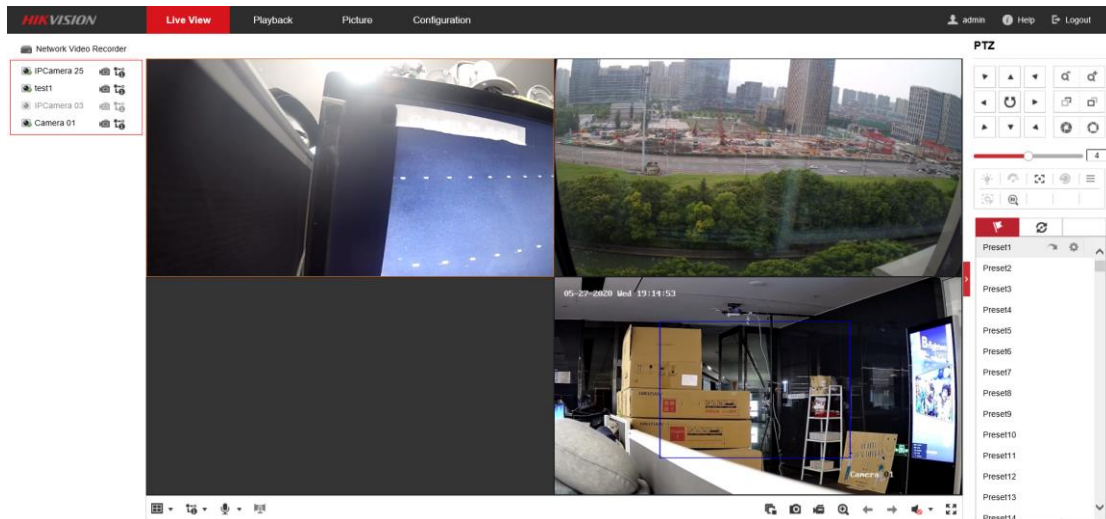 HIKVISION
Live View
Playback
Picture
Configuration
admin
Help
Logout
Network Video Recorder
IPCamera 25
test1
IPCamera 03
Camera 01
05-27-2020 Wed 19:14:53
Camera 01
PTZ
4
Preset1
Preset2
Preset3
Preset4
Preset5
Preset6
Preset7
Preset8
Preset9
Preset10
Preset11
Preset12
Preset13
Preset14